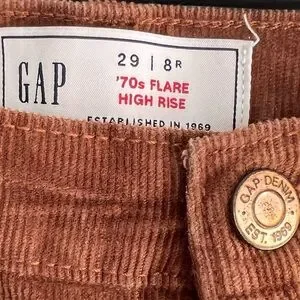 GAP
29 | 8R
'70s FLARE
HIGH RISE
ESTABLISHED IN 1969
GAP DENIM
EST. 1969